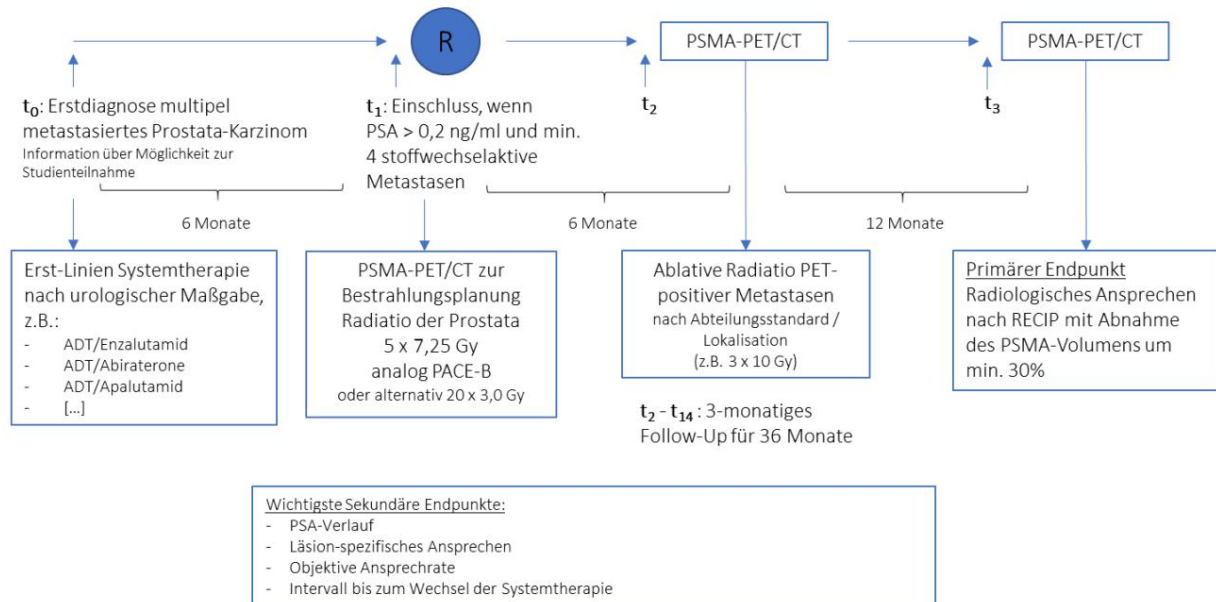 R
PSMA-PET/CT
PSMA-PET/CT
t₀: Erstdiagnose multipel
metastasiertes Prostata-Karzinom
Information über Möglichkeit zur
Studienteilnahme
t₁: Einschluss, wenn
PSA > 0,2 ng/ml und min.
4 stoffwechselaktive
Metastasen
t₂
t₃
6 Monate
6 Monate
12 Monate
Erst-Linien Systemtherapie
nach urologischer Maßgabe,
z.B.:
- ADT/Enzalutamid
- ADT/Abiraterone
- ADT/Apalutamid
- [...]
PSMA-PET/CT zur
Bestrahlungsplanung
Radiatio der Prostata
5 x 7,25 Gy
analog PACE-B
oder alternativ 20 x 3,0 Gy
Ablative Radiatio PET-
positiver Metastasen
nach Abteilungsstandard /
Lokalisation
(z.B. 3 x 10 Gy)
Primärer Endpunkt
Radiologisches Ansprechen
nach RECIP mit Abnahme
des PSMA-Volumens um
min. 30%
t₂ - t₁₄ : 3-monatiges
Follow-Up für 36 Monate
Wichtigste Sekundäre Endpunkte:
- PSA-Verlauf
- Läsion-spezifisches Ansprechen
- Objektive Ansprechrate
- Intervall bis zum Wechsel der Systemtherapie